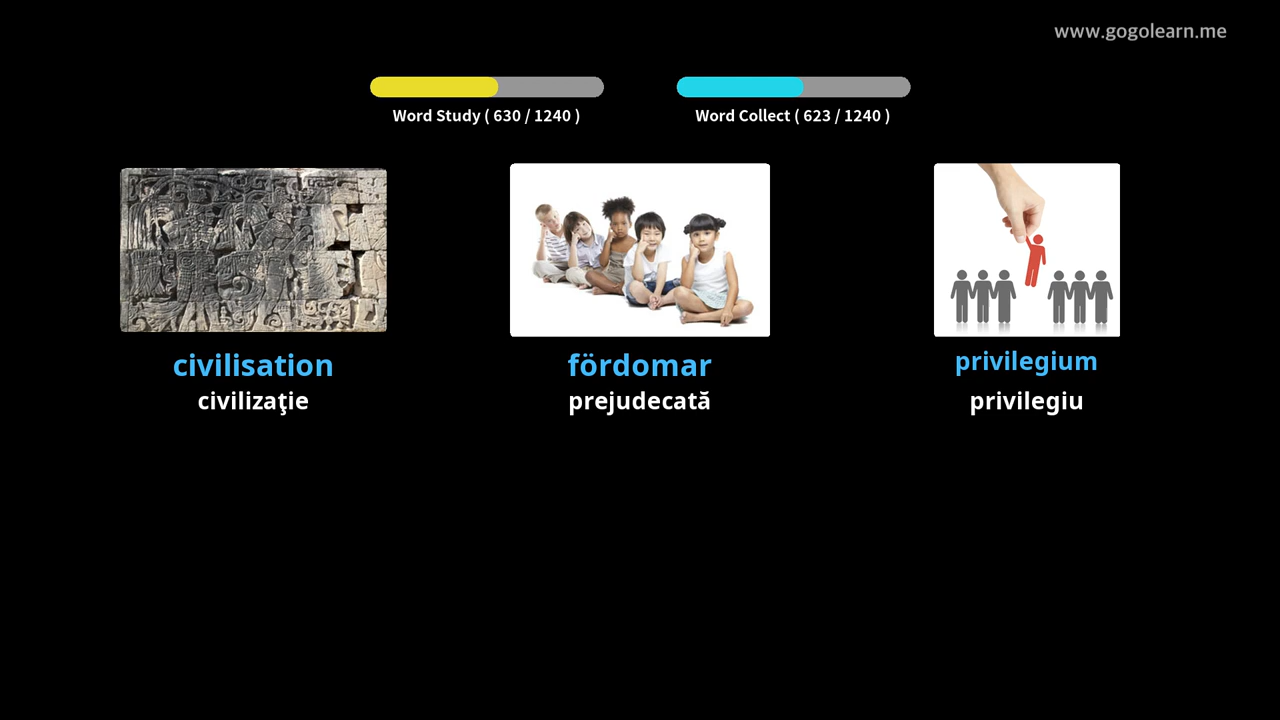 www.gogolearn.me
Word Study ( 630 / 1240 )
Word Collect ( 623 / 1240 )
civilisation
civilizaţie
fördomar
prejudecată
privilegium
privilegiu